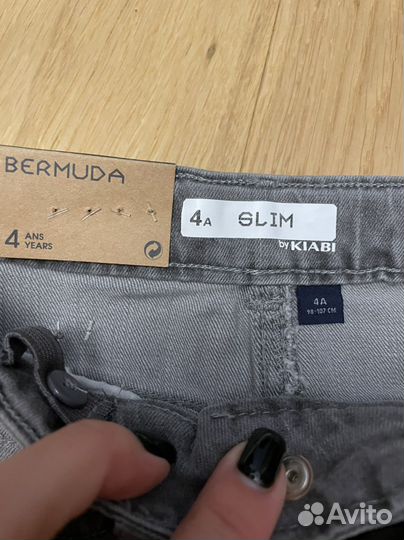 BERMUDA
4 ANS
YEARS
4A SLIM
by KIABI
4A
98-107 CM
Avito